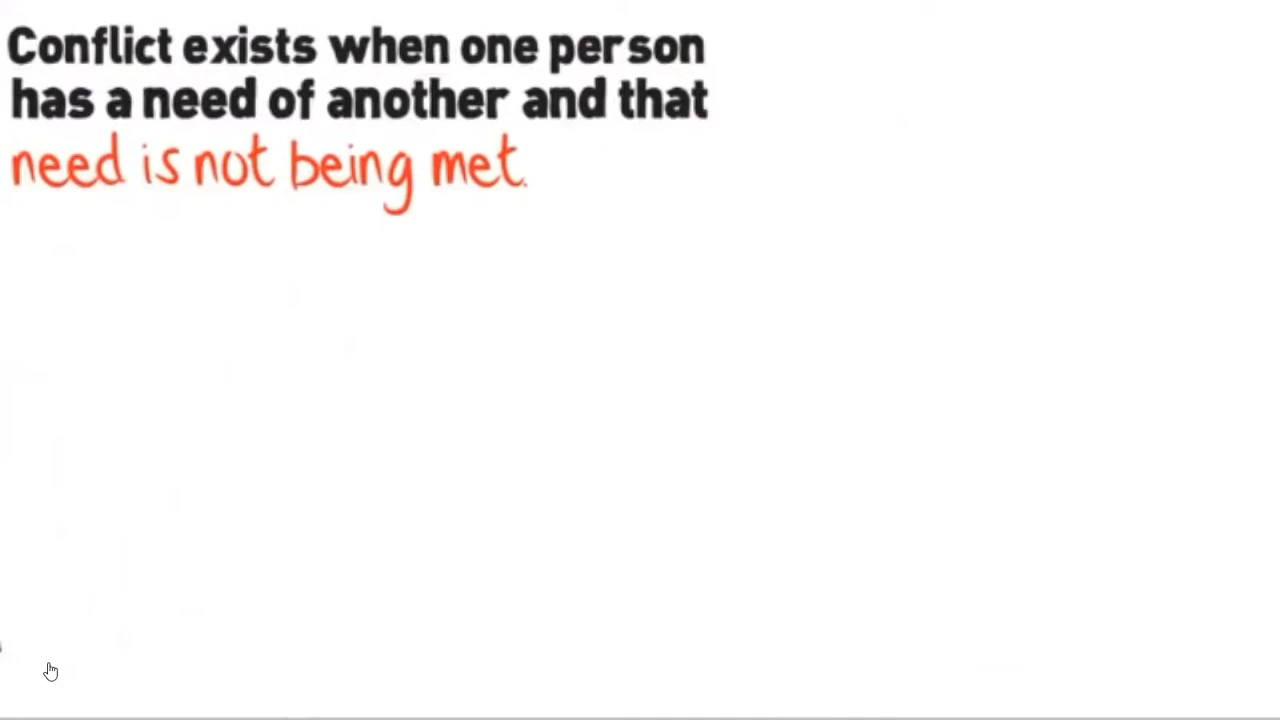 Conflict exists when one person
has a need of another and that
need is not being met.